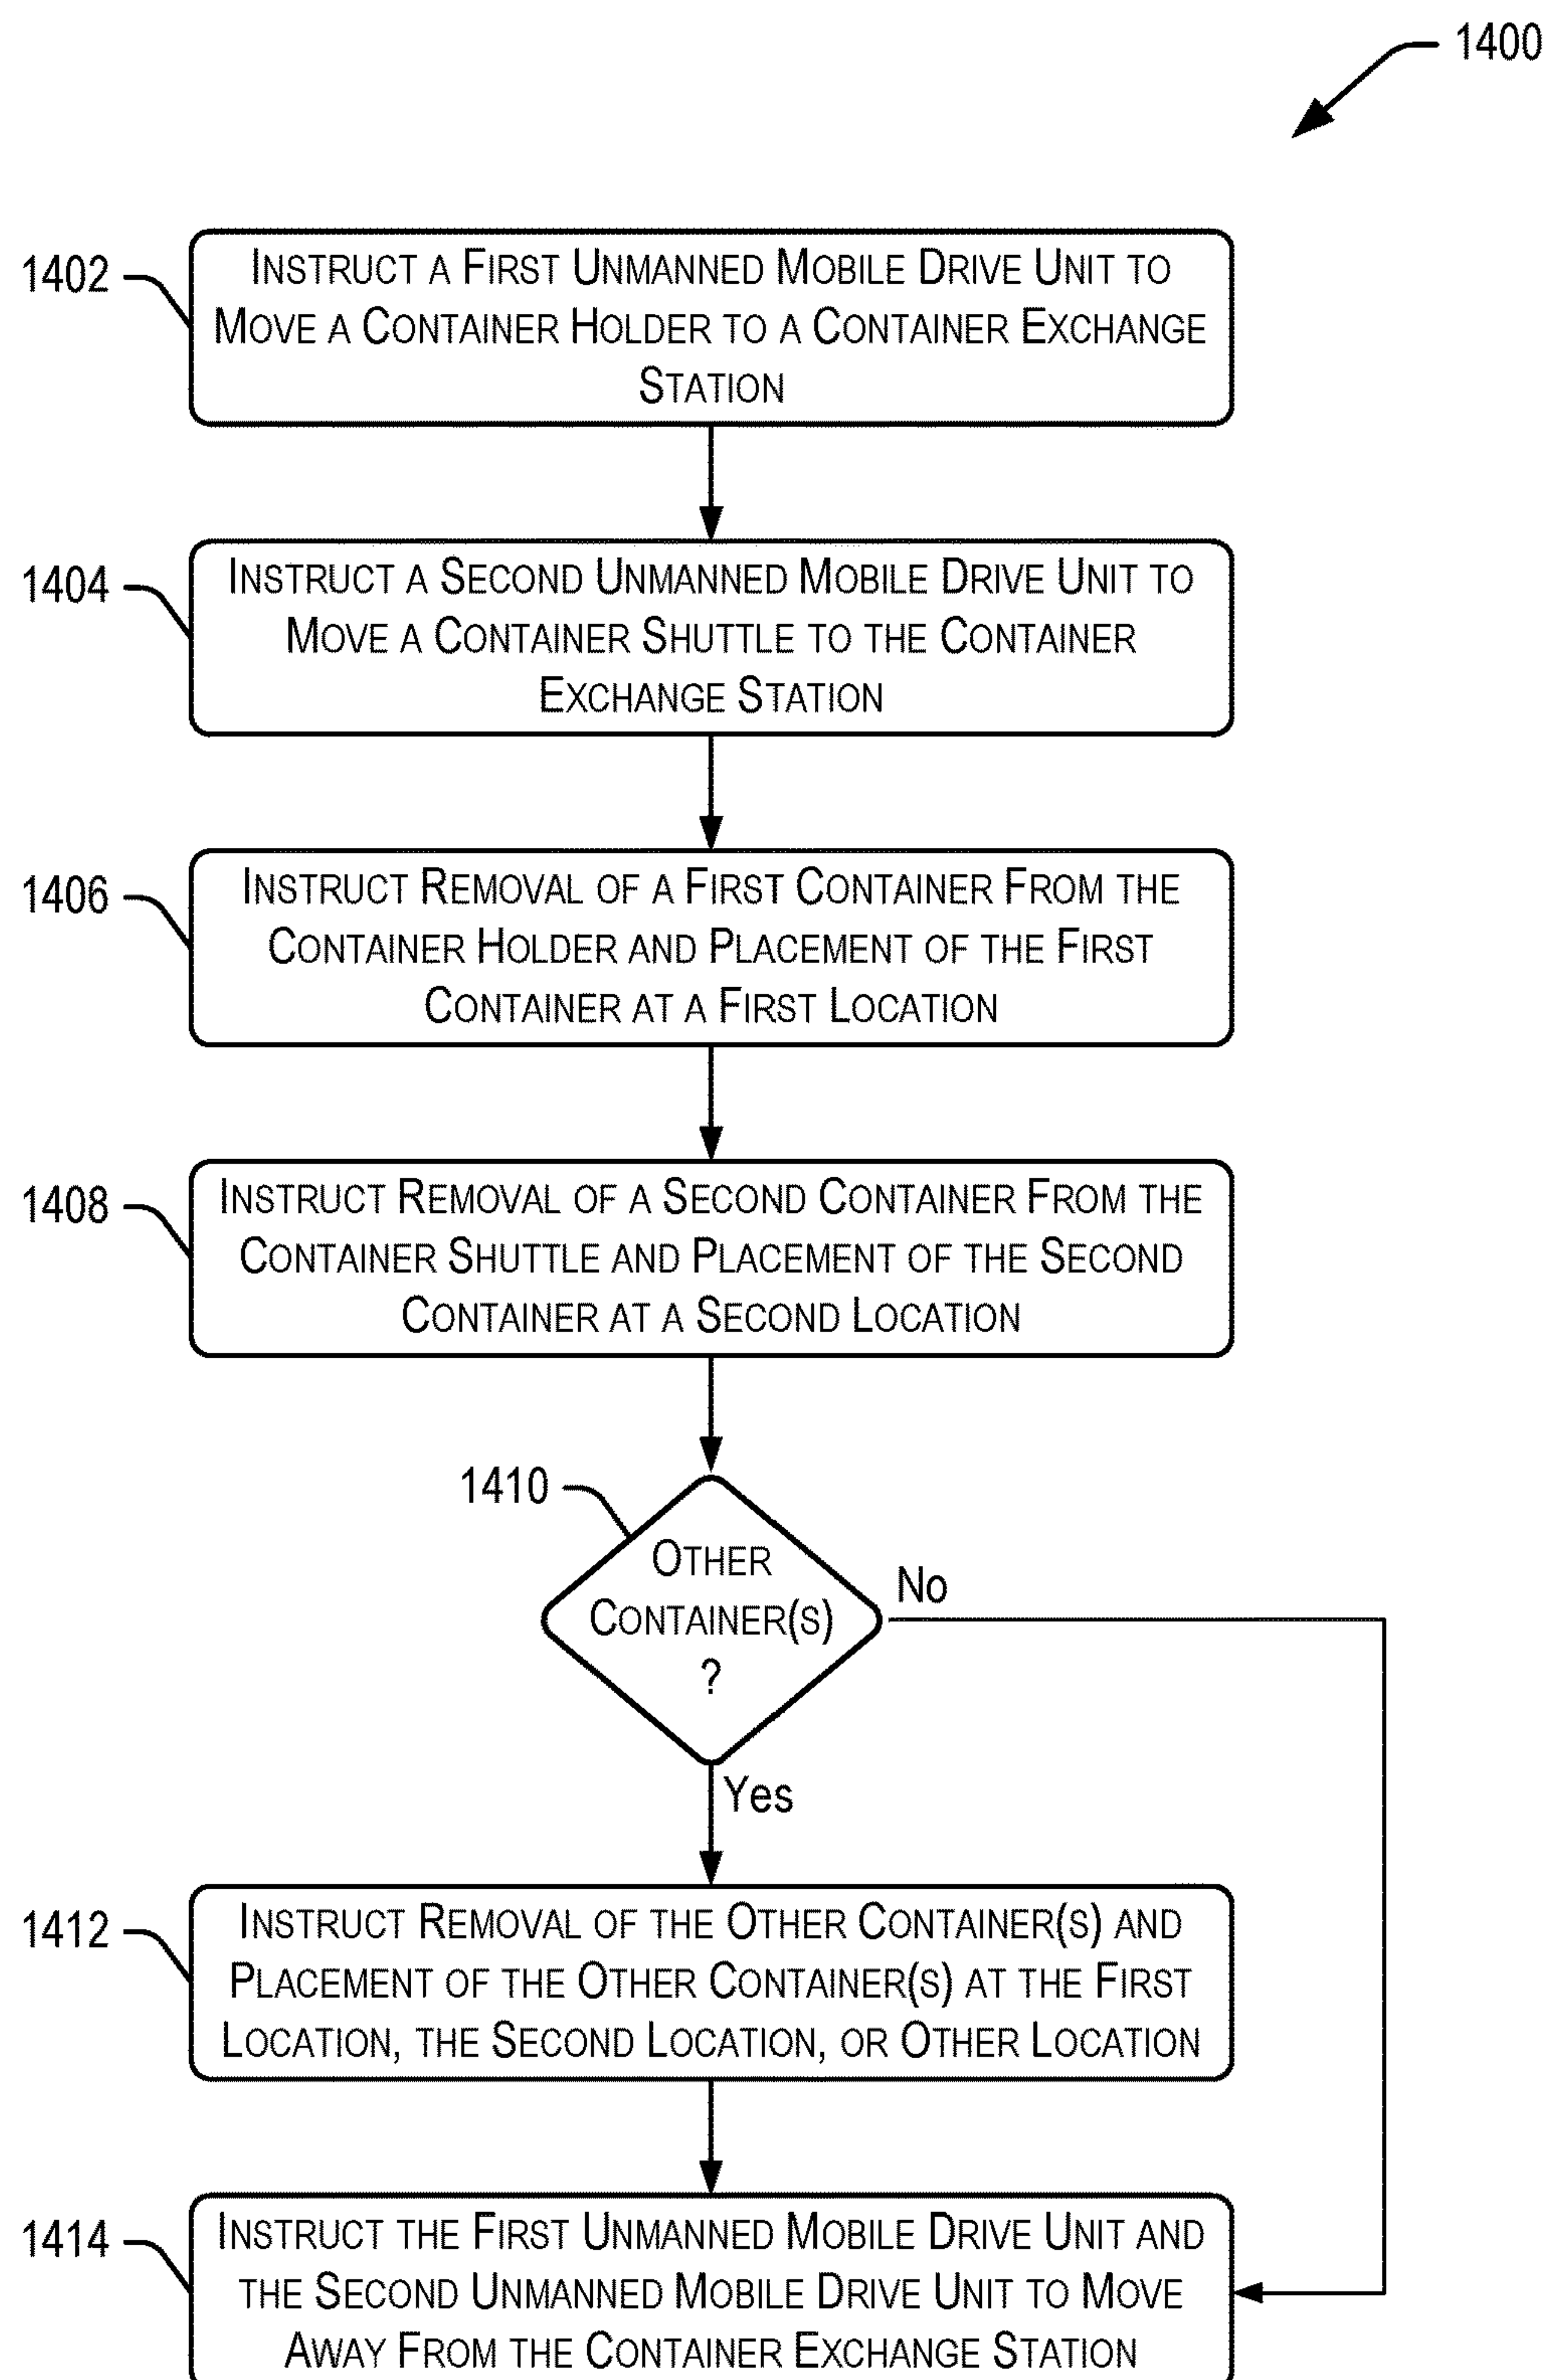 1400
1402
Instruct a First Unmanned Mobile Drive Unit to
Move a Container Holder to a Container Exchange
Station
1404
Instruct a Second Unmanned Mobile Drive Unit to
Move a Container Shuttle to the Container
Exchange Station
1406
Instruct Removal of a First Container From the
Container Holder and Placement of the First
Container at a First Location
1408
Instruct Removal of a Second Container From the
Container Shuttle and Placement of the Second
Container at a Second Location
1410
Other
Container(s)
?
No
Yes
1412
Instruct Removal of the Other Container(s) and
Placement of the Other Container(s) at the First
Location, the Second Location, or Other Location
1414
Instruct the First Unmanned Mobile Drive Unit and
the Second Unmanned Mobile Drive Unit to Move
Away From the Container Exchange Station